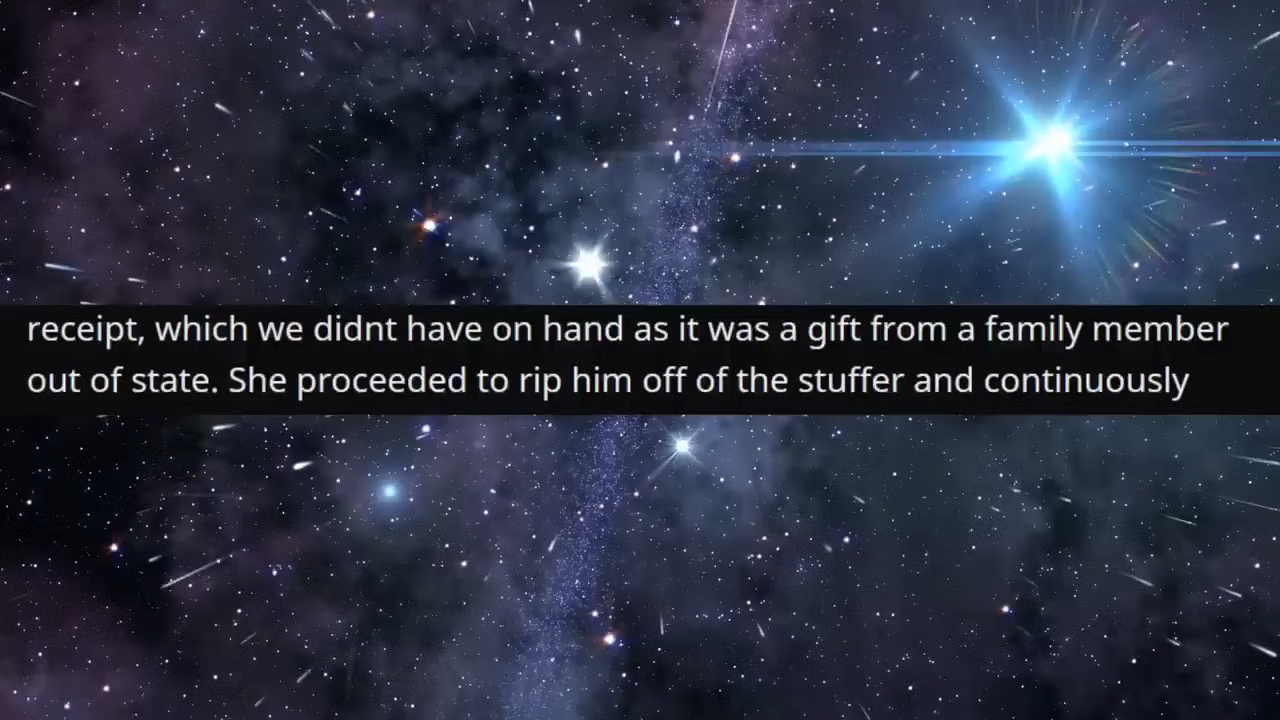 receipt, which we didnt have on hand as it was a gift from a family member
out of state. She proceeded to rip him off of the stuffer and continuously